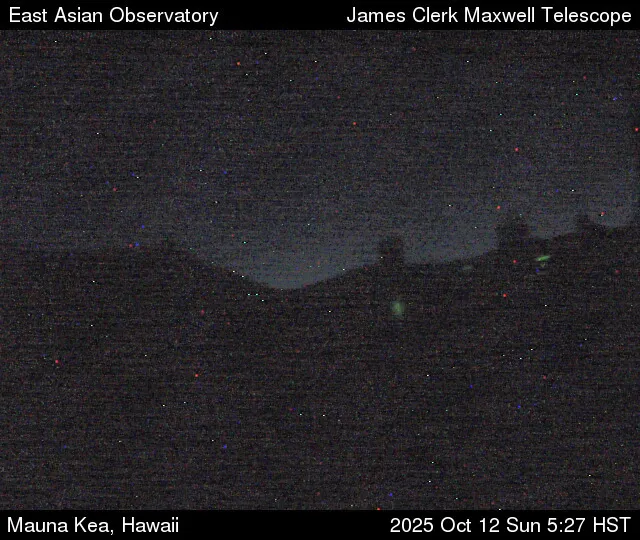 East Asian Observatory
James Clerk Maxwell Telescope
Mauna Kea, Hawaii
2025 Oct 12 Sun 5:27 HST